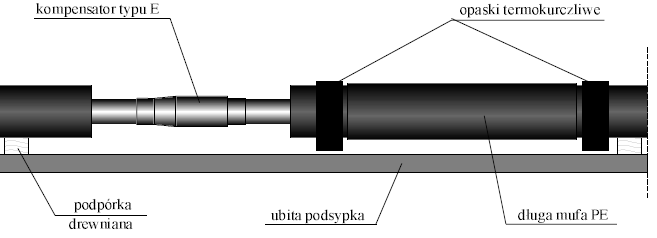 kompensator typu E
opaski termokurczliwe
podpórka
drewniana
ubita podsypka
długa mufa PE